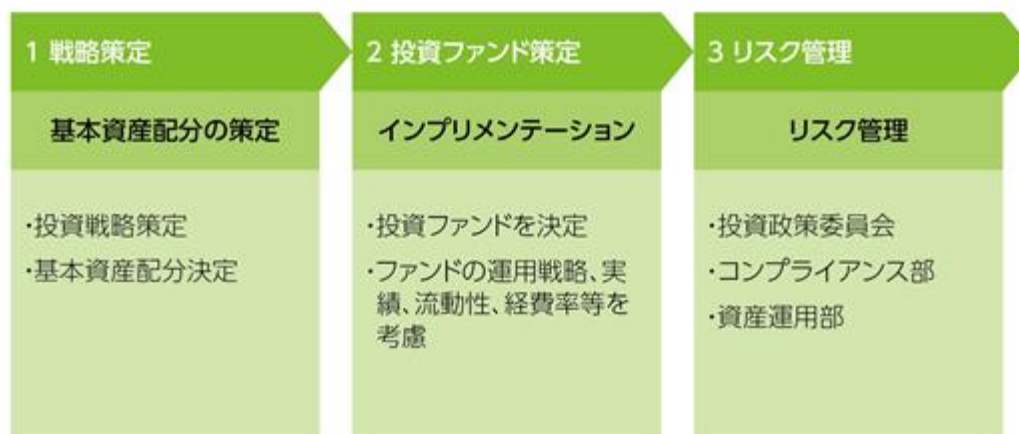 1 戦略策定
基本資産配分の策定
・投資戦略策定
・基本資産配分決定
2 投資ファンド策定
インプリメンテーション
・投資ファンドを決定
・ファンドの運用戦略、実
績、流動性、経費率等を
考慮
3 リスク管理
リスク管理
・投資政策委員会
・コンプライアンス部
・資産運用部